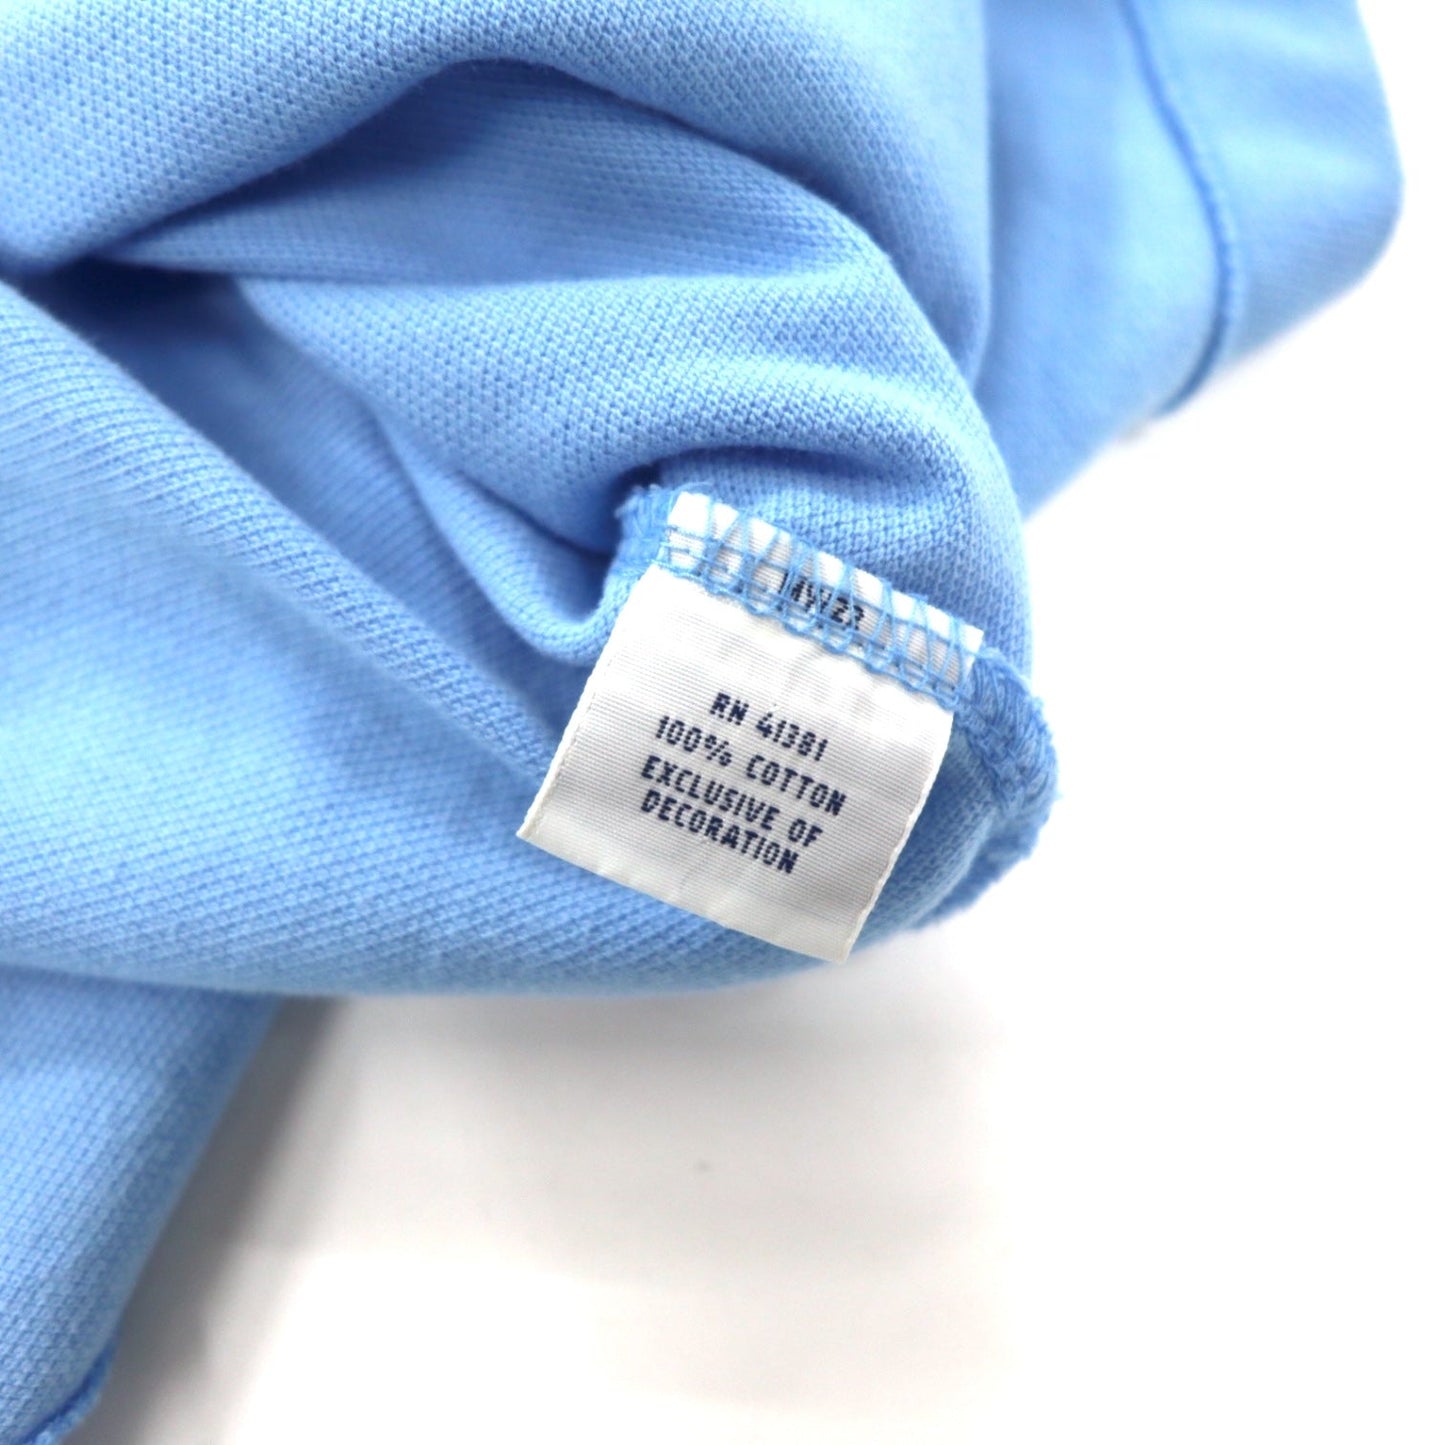 RN 41381
100% COTTON
EXCLUSIVE OF
DECORATION